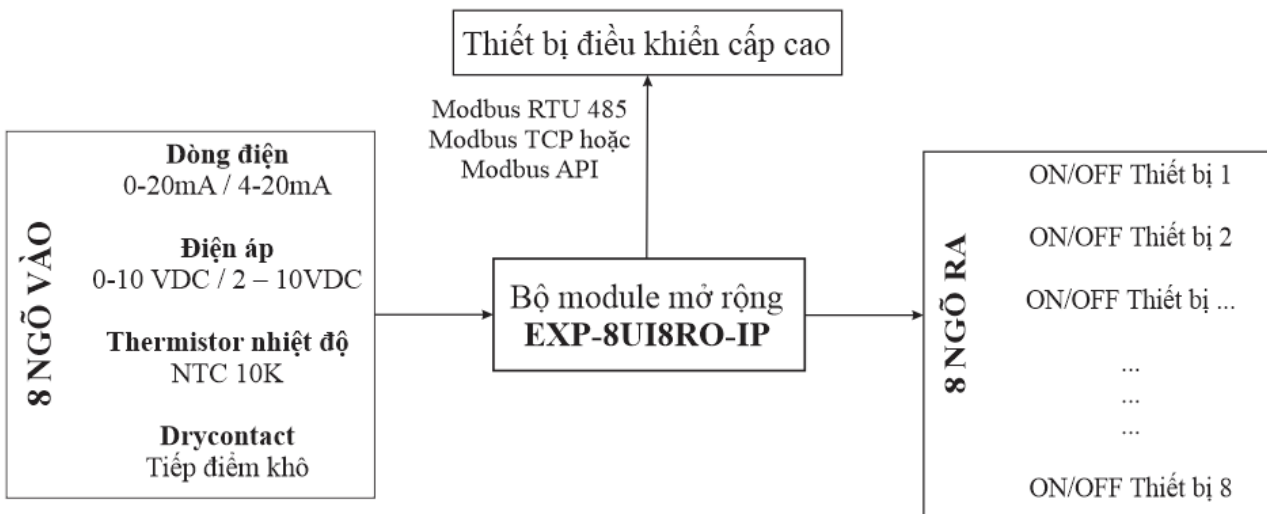 Thiết bị điều khiển cấp cao
Modbus RTU 485
Modbus TCP hoặc
Modbus API
8 NGÕ VÀO
Dòng điện
0-20mA / 4-20mA
Điện áp
0-10 VDC / 2 – 10VDC
Thermistor nhiệt độ
NTC 10K
Drycontact
Tiếp điểm khô
Bộ module mở rộng
EXP-8UI8RO-IP
8 NGÕ RA
ON/OFF Thiết bị 1
ON/OFF Thiết bị 2
ON/OFF Thiết bị ...
...
...
...
ON/OFF Thiết bị 8